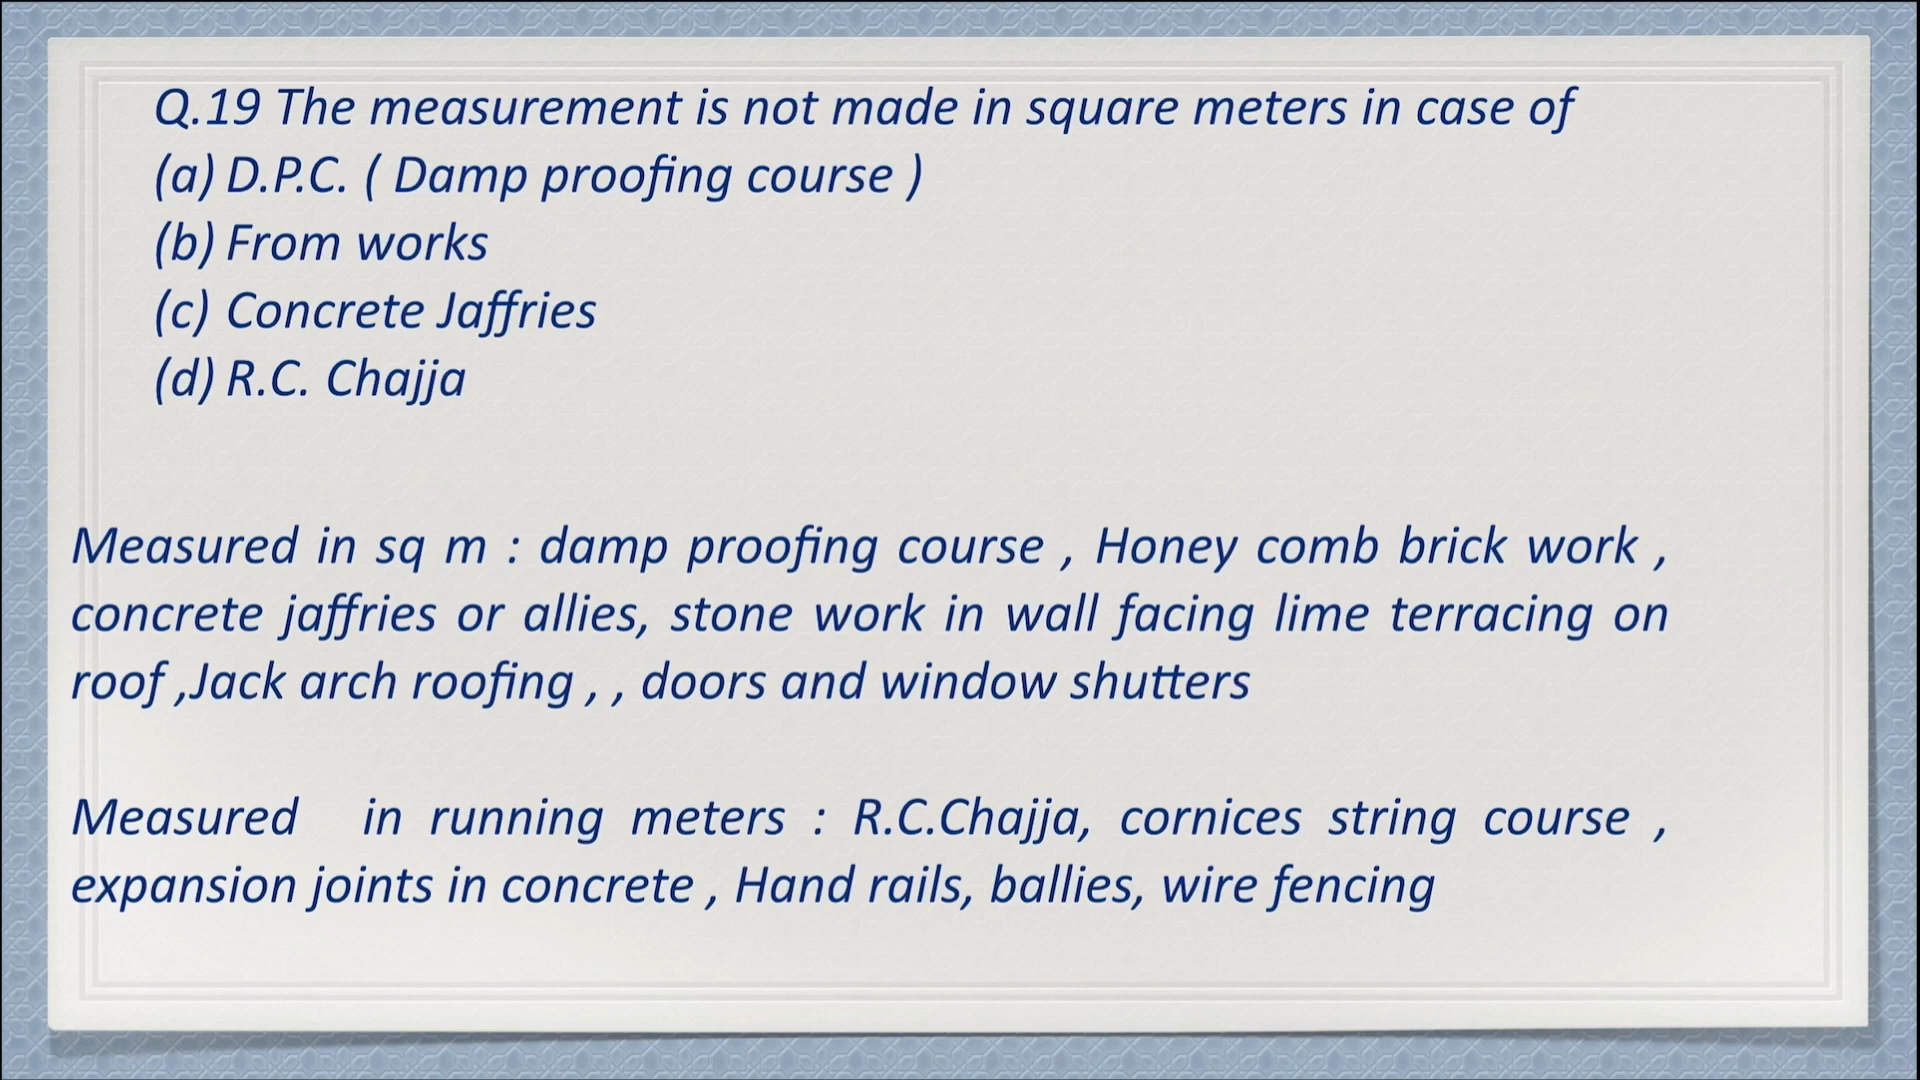 Q.19 The measurement is not made in square meters in case of
(a) D.P.C. ( Damp proofing course )
(b) From works
(c) Concrete Jaffries
(d) R.C. Chajja
Measured in sq m : damp proofing course , Honey comb brick work ,
concrete jaffries or allies, stone work in wall facing lime terracing on
roof ,Jack arch roofing , , doors and window shutters
Measured in running meters : R.C.Chajja, cornices string course ,
expansion joints in concrete , Hand rails, ballies, wire fencing